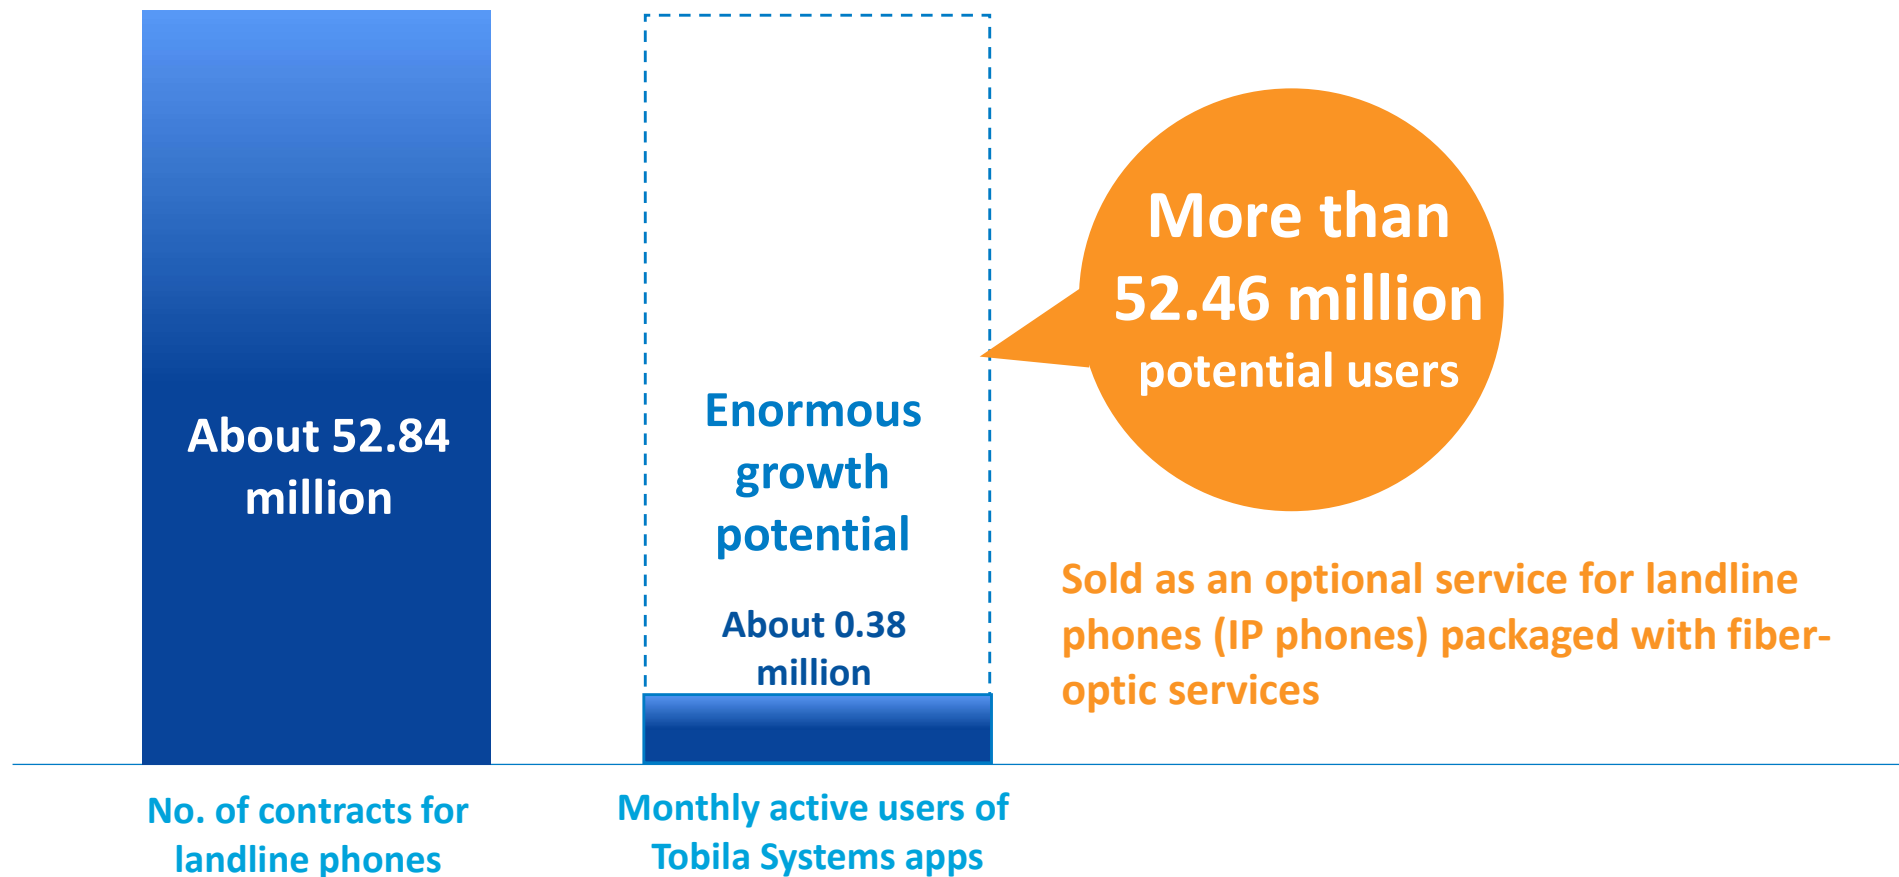 About 52.84
million
Enormous
growth
potential
About 0.38
million
More than
52.46 million
potential users
Sold as an optional service for landline
phones (IP phones) packaged with fiber-
optic services
No. of contracts for
landline phones
Monthly active users of
Tobila Systems apps